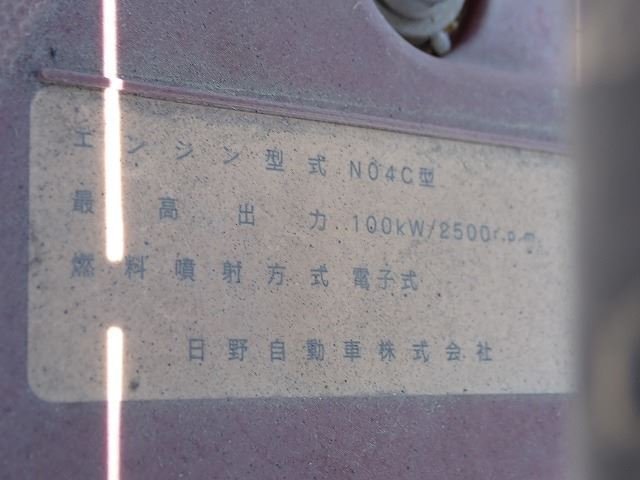 エンジン型式 N04C型
最高出力 100kW/2500r.p.m
燃料噴射方式 電子式
日野自動車株式会社